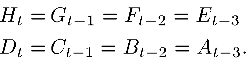 H_t = G_{t−1} = F_{t−2} = E_{t−3}
D_t = C_{t−1} = B_{t−2} = A_{t−3}.